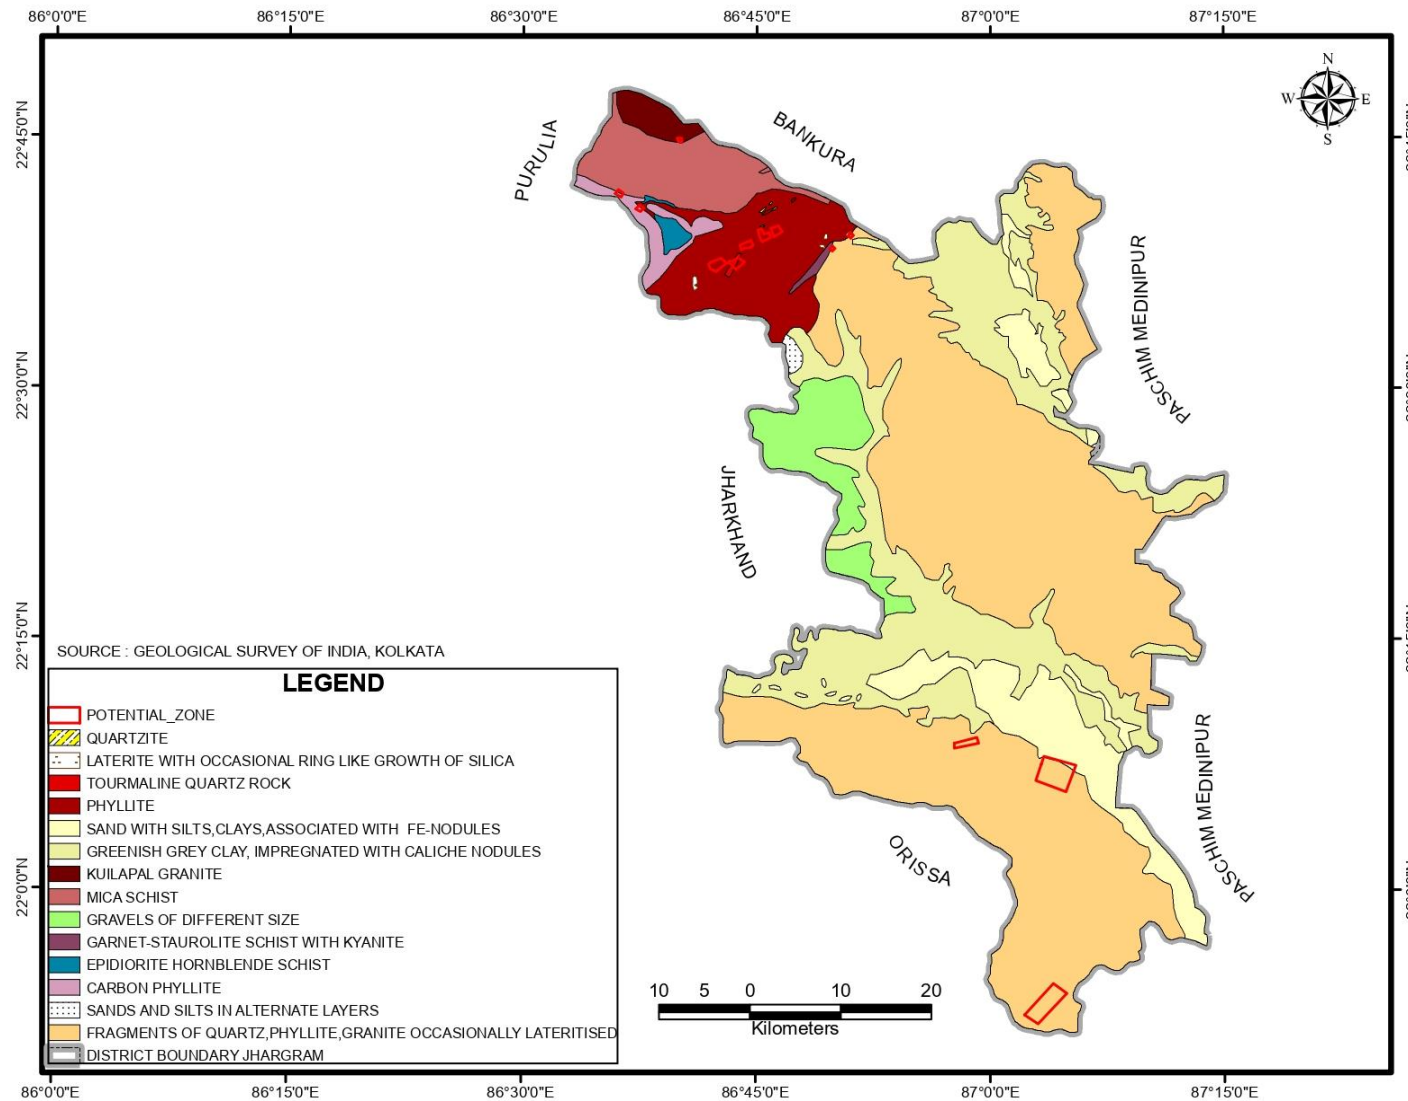 86°0'0"E 86°15'0"E 86°30'0"E 86°45'0"E 87°0'0"E 87°15'0"E
N
W E
S
22°45'0"N
PURULIA
BANKURA
PASCHIM MEDINIPUR
22°30'0"N
JHARKHAND
22°15'0"N
SOURCE : GEOLOGICAL SURVEY OF INDIA, KOLKATA
LEGEND
POTENTIAL_ZONE
QUARTZITE
LATERITE WITH OCCASIONAL RING LIKE GROWTH OF SILICA
TOURMALINE QUARTZ ROCK
PHYLLITE
SAND WITH SILTS,CLAYS,ASSOCIATED WITH FE-NODULES
GREENISH GREY CLAY, IMPREGNATED WITH CALICHE NODULES
KUILAPAL GRANITE
MICA SCHIST
GRAVELS OF DIFFERENT SIZE
GARNET-STAUROLITE SCHIST WITH KYANITE
EPIDIORITE HORNBLENDE SCHIST
CARBON PHYLLITE
SANDS AND SILTS IN ALTERNATE LAYERS
FRAGMENTS OF QUARTZ,PHYLLITE,GRANITE OCCASIONALLY LATERITISED
DISTRICT BOUNDARY JHARGRAM
PASCHIM MEDINIPUR
ORISSA
22°0'0"N
10 5 0 10 20
Kilometers
86°0'0"E 86°15'0"E 86°30'0"E 86°45'0"E 87°0'0"E 87°15'0"E